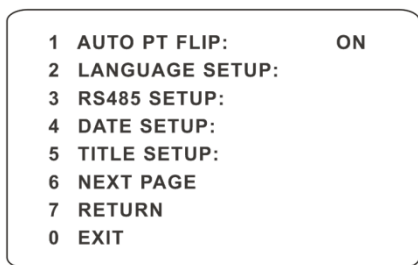 1 AUTO PT FLIP: ON
2 LANGUAGE SETUP:
3 RS485 SETUP:
4 DATE SETUP:
5 TITLE SETUP:
6 NEXT PAGE
7 RETURN
0 EXIT